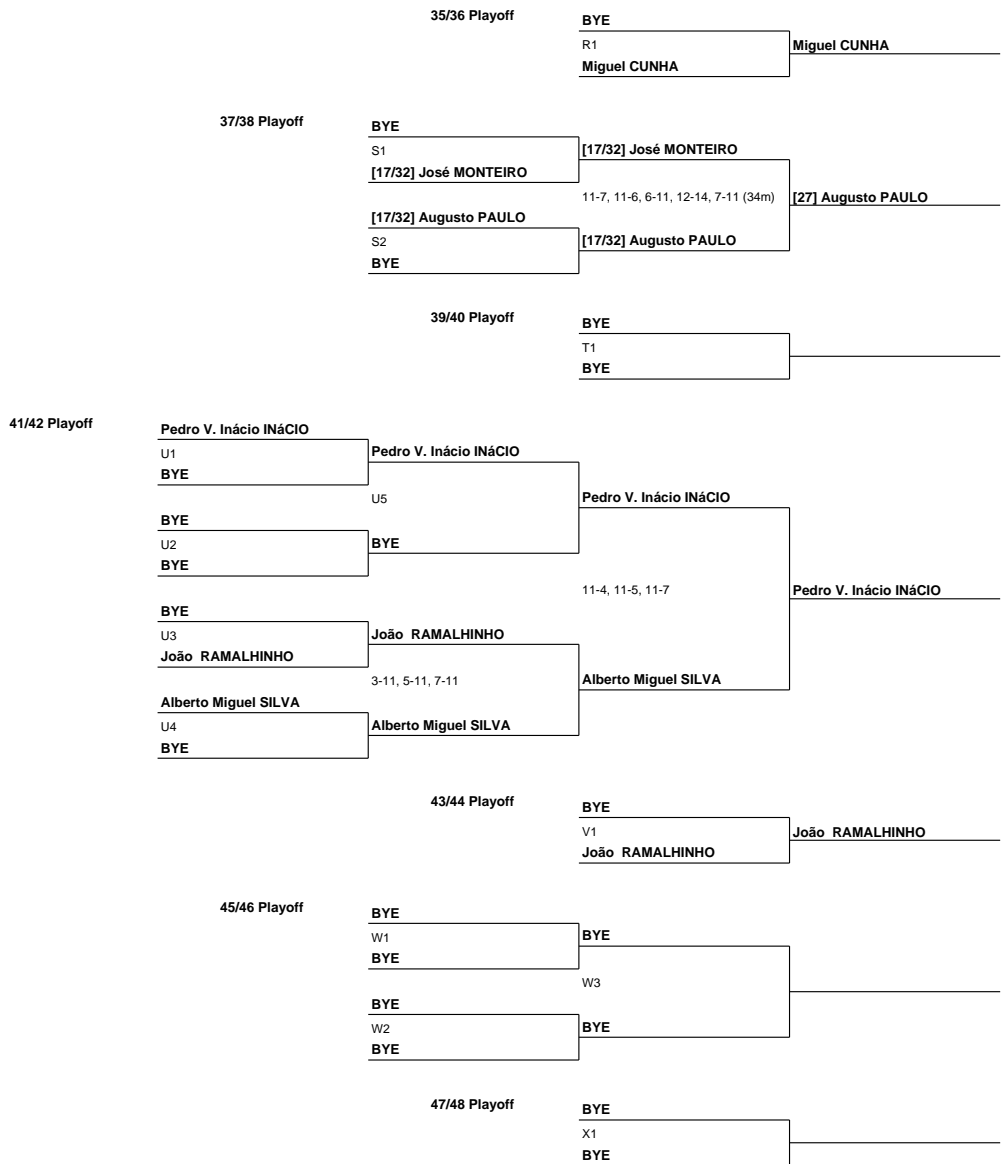 35/36 Playoff
BYE
R1
Miguel CUNHA
Miguel CUNHA
37/38 Playoff
BYE
S1
[17/32] José MONTEIRO
[17/32] José MONTEIRO
11-7, 11-6, 6-11, 12-14, 7-11 (34m)
[27] Augusto PAULO
[17/32] Augusto PAULO
S2
[17/32] Augusto PAULO
BYE
39/40 Playoff
BYE
T1
BYE
41/42 Playoff
Pedro V. Inácio INáCIO
U1
Pedro V. Inácio INáCIO
BYE
U5
Pedro V. Inácio INáCIO
BYE
U2
BYE
BYE
11-4, 11-5, 11-7
Pedro V. Inácio INáCIO
BYE
U3
João RAMALHINHO
João RAMALHINHO
3-11, 5-11, 7-11
Alberto Miguel SILVA
Alberto Miguel SILVA
U4
Alberto Miguel SILVA
BYE
43/44 Playoff
BYE
V1
João RAMALHINHO
João RAMALHINHO
45/46 Playoff
BYE
W1
BYE
BYE
W3
BYE
W2
BYE
BYE
47/48 Playoff
BYE
X1
BYE